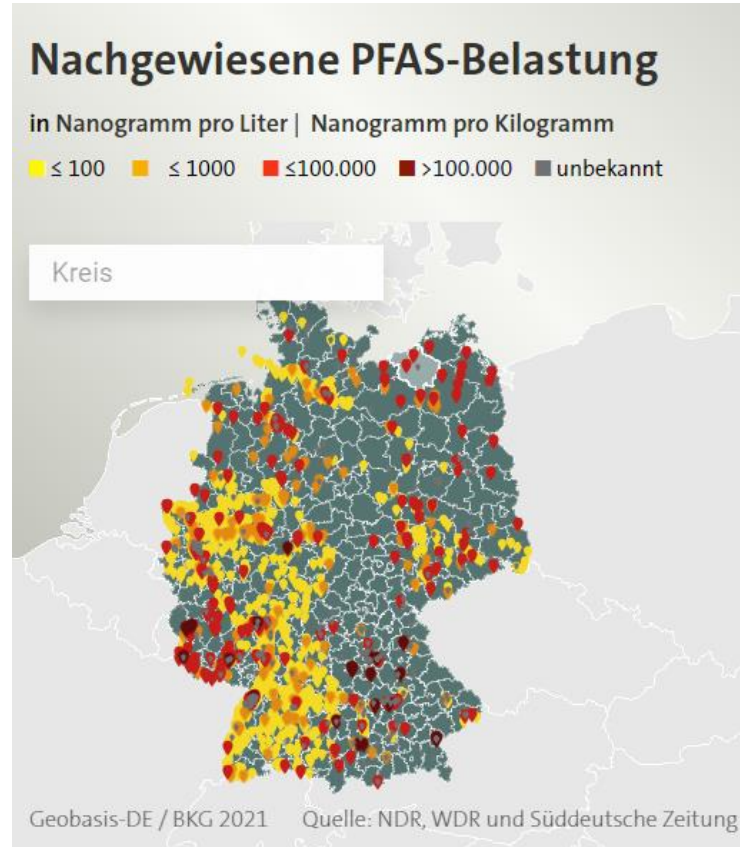 Nachgewiesene PFAS-Belastung
in Nanogramm pro Liter | Nanogramm pro Kilogramm
≤ 100 ≤ 1000 ≤100.000 >100.000 unbekannt
Kreis
Geobasis-DE / BKG 2021 Quelle: NDR, WDR und Süddeutsche Zeitung